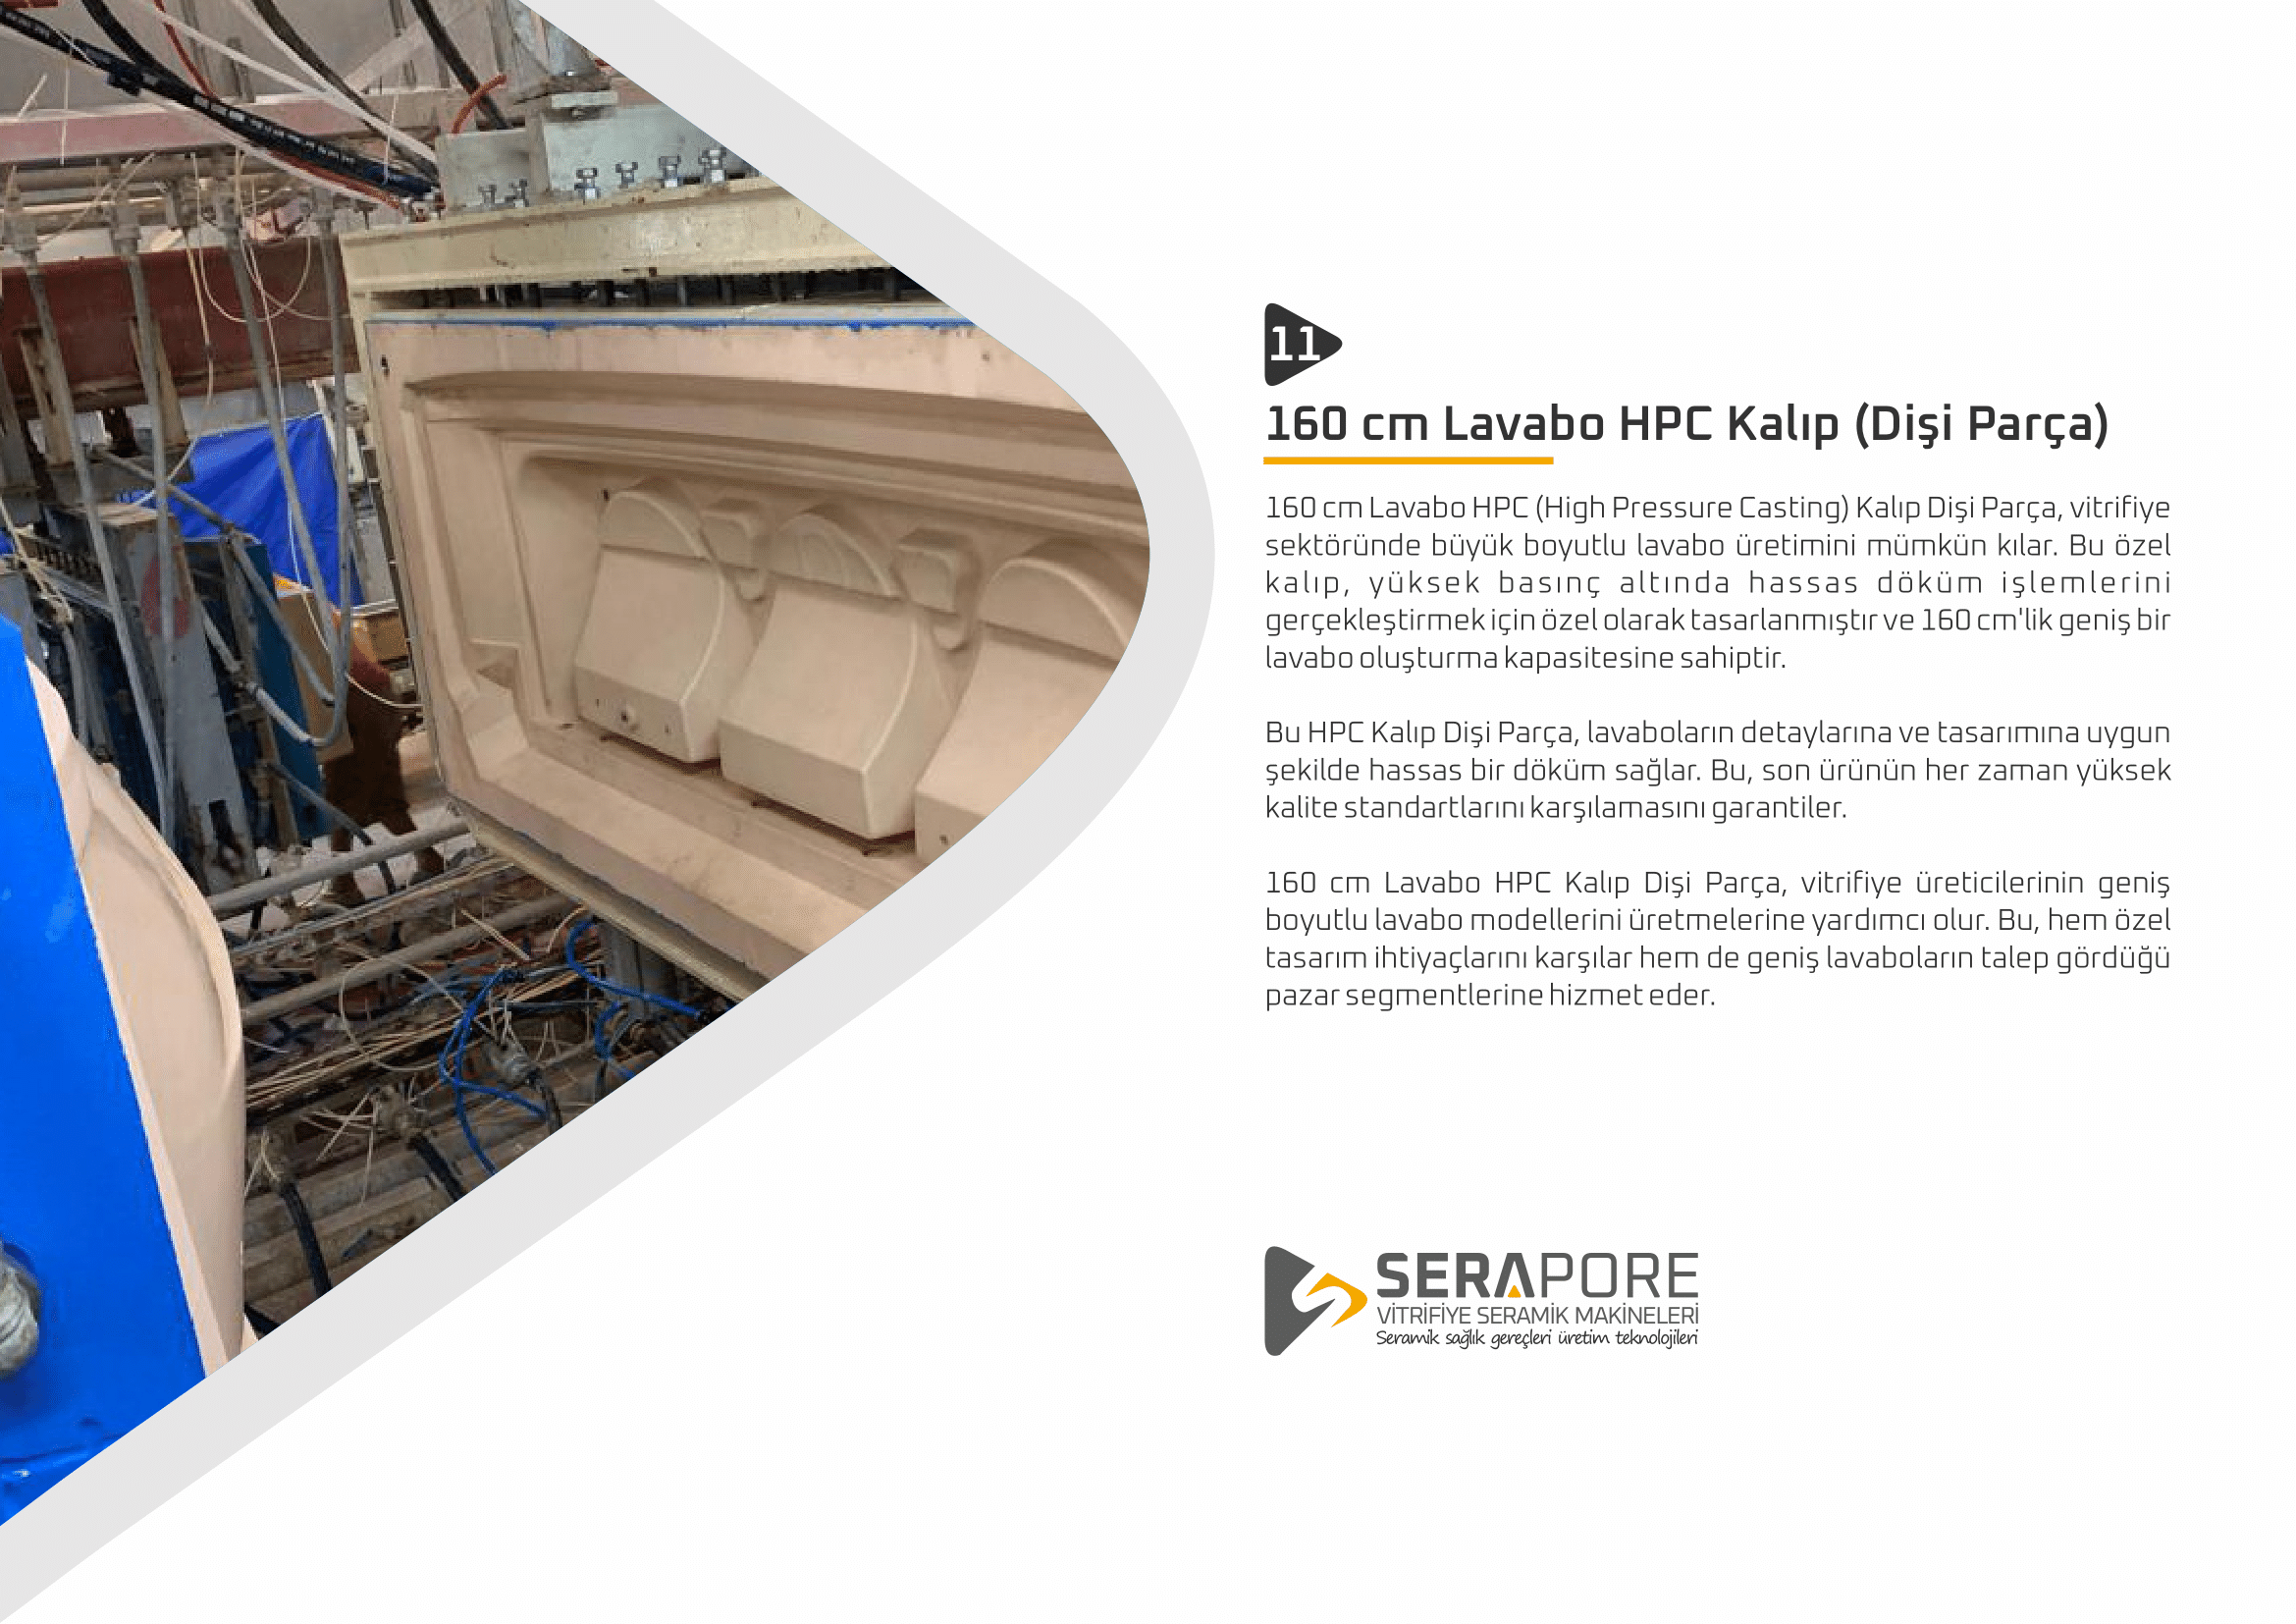 11
160 cm Lavabo HPC Kalıp (Dişi Parça)
160 cm Lavabo HPC (High Pressure Casting) Kalıp Dişi Parça, vitrifiye
sektöründe büyük boyutlu lavabo üretimini mümkün kılar. Bu özel
kalıp, yüksek basınç altında hassas döküm işlemlerini
gerçekleştirmek için özel olarak tasarlanmıştır ve 160 cm'lik geniş bir
lavabo oluşturma kapasitesine sahiptir.
Bu HPC Kalıp Dişi Parça, lavaboların detaylarına ve tasarımına uygun
şekilde hassas bir döküm sağlar. Bu, son ürünün her zaman yüksek
kalite standartlarını karşılamasını garantiler.
160 cm Lavabo HPC Kalıp Dişi Parça, vitrifiye üreticilerinin geniş
boyutlu lavabo modellerini üretmelerine yardımcı olur. Bu, hem özel
tasarım ihtiyaçlarını karşılar hem de geniş lavaboların talep gördüğü
pazar segmentlerine hizmet eder.
SERAPORE
VİTRİFİYE SERAMİK MAKİNELERİ
Seramik sağlık gereçleri üretim teknolojileri